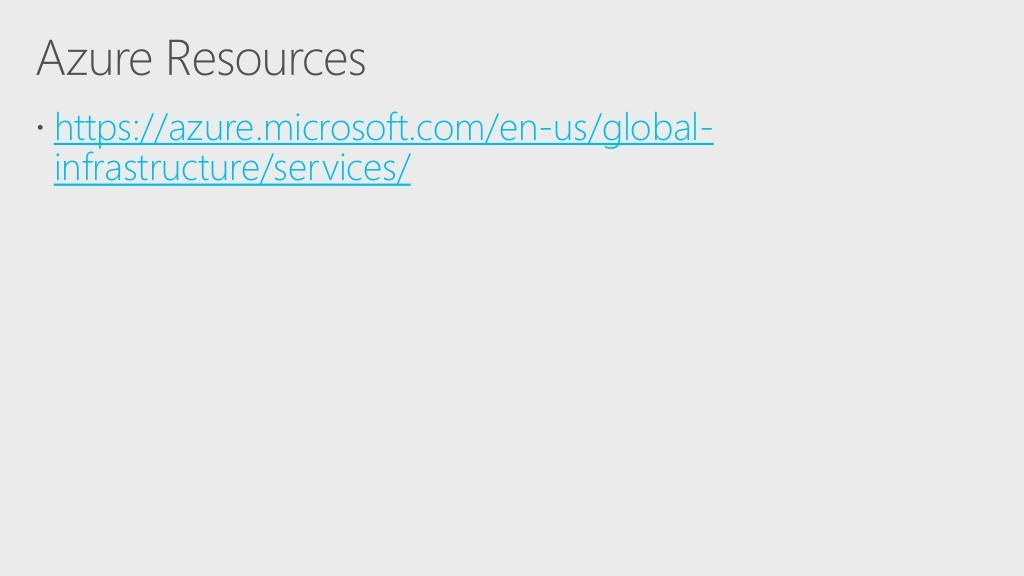 Azure Resources
• https://azure.microsoft.com/en-us/global-
infrastructure/services/